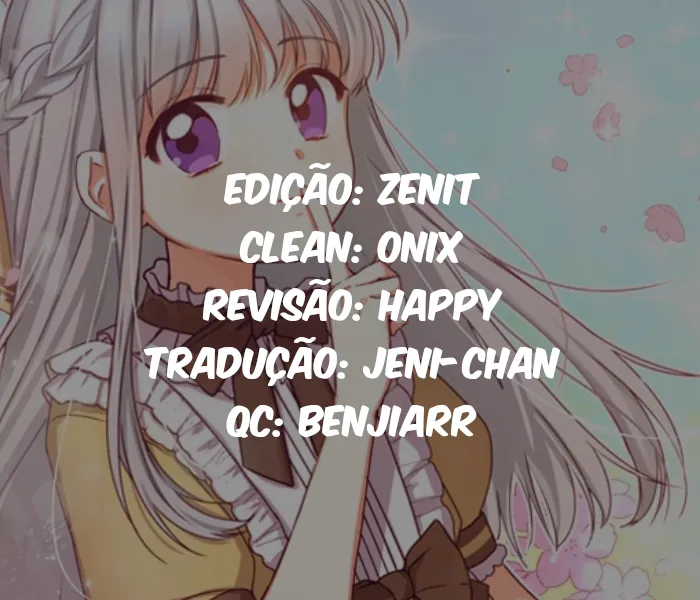 EDIÇÃO: ZENIT
CLEAN: ONIX
REVISÃO: HAPPY
TRADUÇÃO: JENI-CHAN
QC: BENJIARR